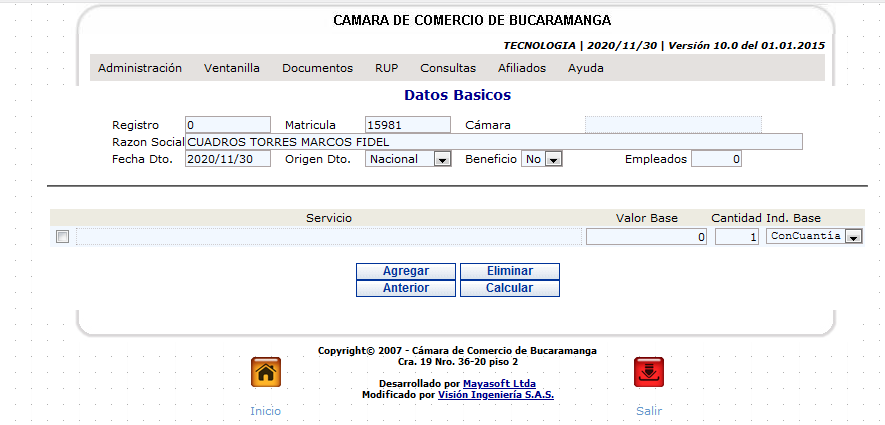 CAMARA DE COMERCIO DE BUCARAMANGA
TECNOLOGIA | 2020/11/30 | Versión 10.0 del 01.01.2015
Administración Ventanilla Documentos RUP Consultas Afiliados Ayuda
Datos Basicos
Registro 0 Matricula 15981 Cámara
Razon Social CUADROS TORRES MARCOS FIDEL
Fecha Dto. 2020/11/30 Origen Dto. Nacional Beneficio No Empleados 0
Servicio Valor Base Cantidad Ind. Base
0 1 ConCuantía
Agregar Eliminar
Anterior Calcular
Copyright© 2007 - Cámara de Comercio de Bucaramanga
Cra. 19 Nro. 36-20 piso 2
Desarrollado por Mayasoft Ltda
Modificado por Visión Ingeniería S.A.S.
Inicio Salir